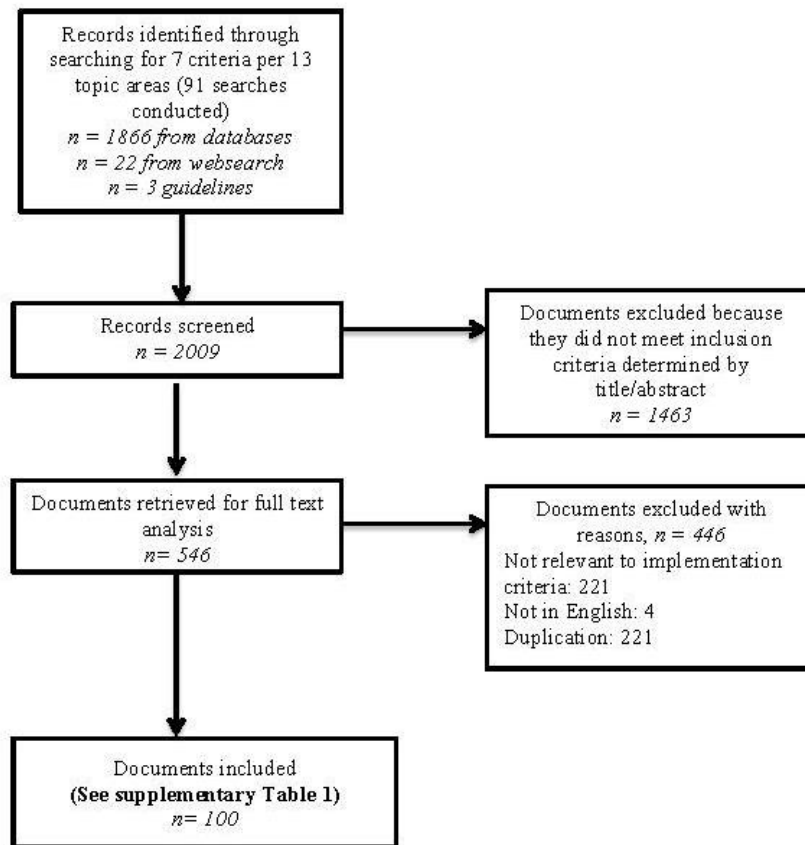 Records identified through
searching for 7 criteria per 13
topic areas (91 searches
conducted)
n = 1866 from databases
n = 22 from websearch
n = 3 guidelines
Records screened
n = 2009
Documents excluded because
they did not meet inclusion
criteria determined by
title/abstract
n = 1463
Documents retrieved for full text
analysis
n= 546
Documents excluded with
reasons, n = 446
Not relevant to implementation
criteria: 221
Not in English: 4
Duplication: 221
Documents included
(See supplementary Table 1)
n= 100